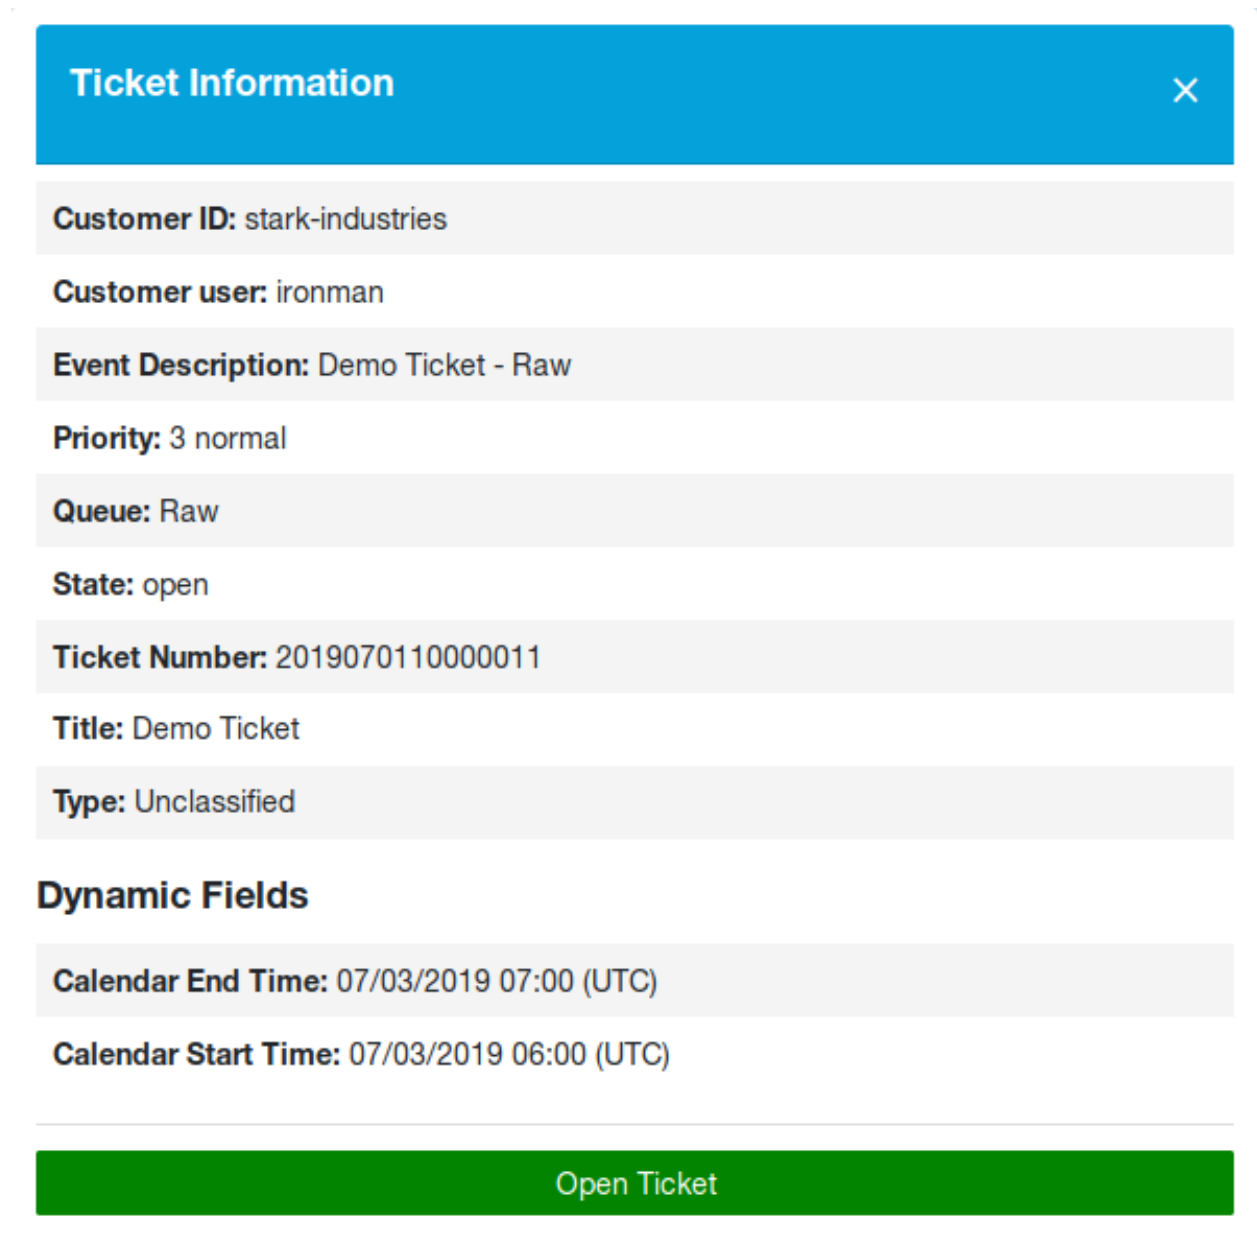 Ticket Information
Customer ID: stark-industries
Customer user: ironman
Event Description: Demo Ticket - Raw
Priority: 3 normal
Queue: Raw
State: open
Ticket Number: 2019070110000011
Title: Demo Ticket
Type: Unclassified
Dynamic Fields
Calendar End Time: 07/03/2019 07:00 (UTC)
Calendar Start Time: 07/03/2019 06:00 (UTC)
Open Ticket